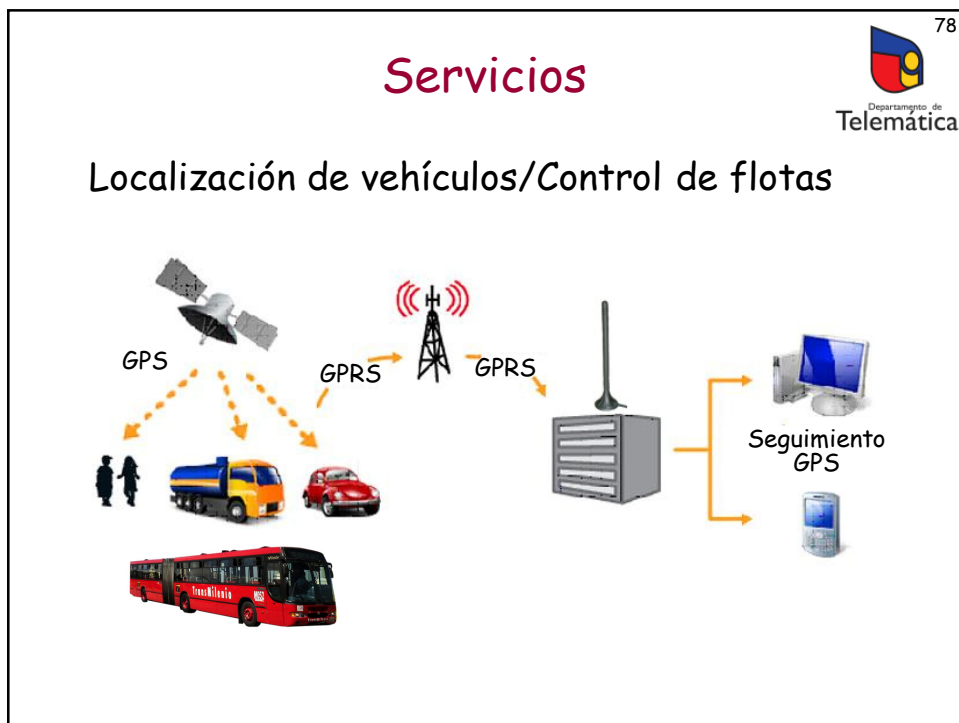 78
Servicios
Departamento de
Telemática
Localización de vehículos/Control de flotas
GPS
GPRS
GPRS
Seguimiento
GPS
TransMilenio